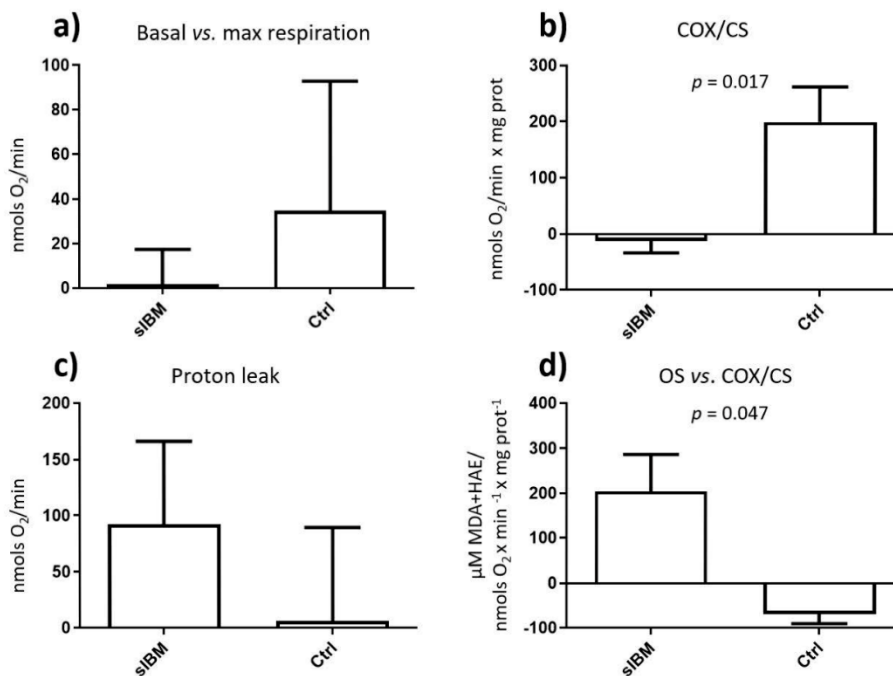 a)
Basal vs. max respiration
nmols O₂/min
100
80
60
40
20
0
sIBM
Ctrl
b)
COX/CS
p = 0.017
nmols O₂/min x mg prot
300
200
100
0
-100
sIBM
Ctrl
c)
Proton leak
nmols O₂/min
200
150
100
50
0
sIBM
Ctrl
d)
OS vs. COX/CS
p = 0.047
µM MDA+HAE/
nmols O₂ x min ⁻¹ x mg prot⁻¹
400
300
200
100
0
-100
sIBM
Ctrl